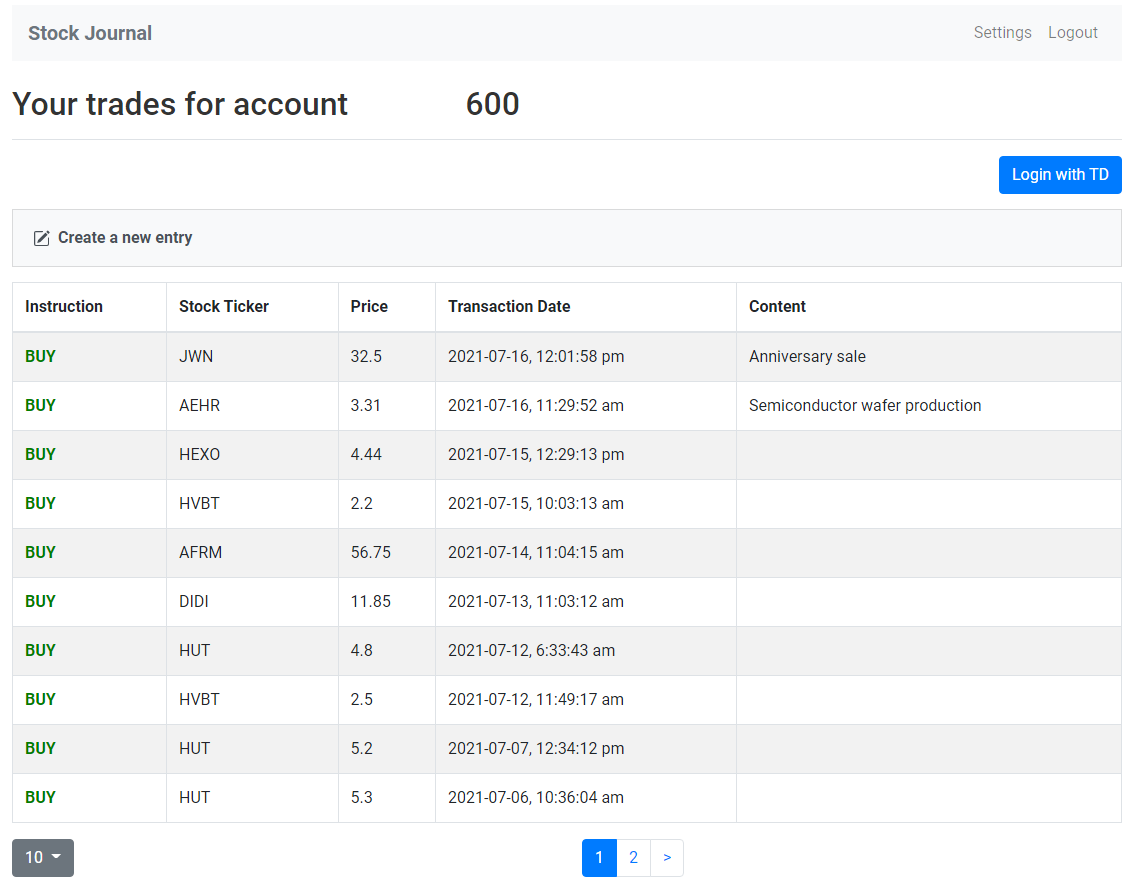 Stock Journal Settings Logout
Your trades for account 600
Login with TD
Create a new entry
Instruction Stock Ticker Price Transaction Date Content
BUY JWN 32.5 2021-07-16, 12:01:58 pm Anniversary sale
BUY AEHR 3.31 2021-07-16, 11:29:52 am Semiconductor wafer production
BUY HEXO 4.44 2021-07-15, 12:29:13 pm
BUY HVBT 2.2 2021-07-15, 10:03:13 am
BUY AFRM 56.75 2021-07-14, 11:04:15 am
BUY DIDI 11.85 2021-07-13, 11:03:12 am
BUY HUT 4.8 2021-07-12, 6:33:43 am
BUY HVBT 2.5 2021-07-12, 11:49:17 am
BUY HUT 5.2 2021-07-07, 12:34:12 pm
BUY HUT 5.3 2021-07-06, 10:36:04 am
10 1 2 >